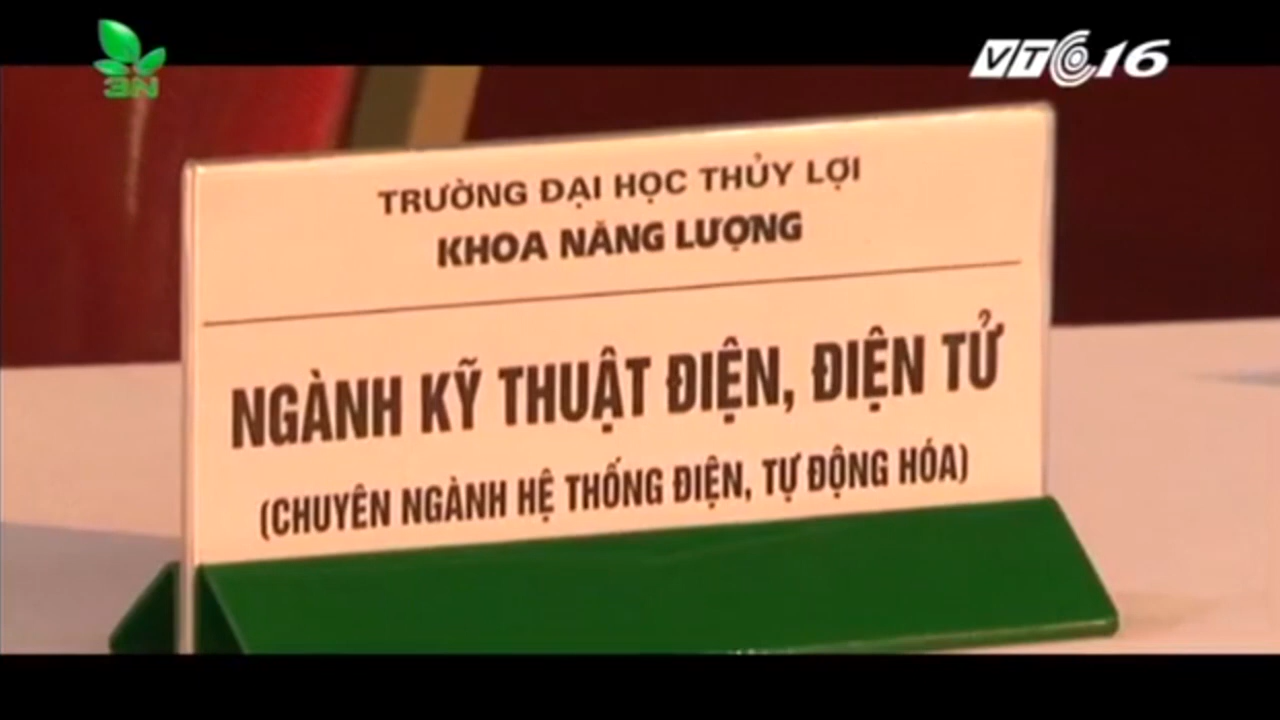 3N
VTC16
TRƯỜNG ĐẠI HỌC THỦY LỢI
KHOA NĂNG LƯỢNG
NGÀNH KỸ THUẬT ĐIỆN, ĐIỆN TỬ
(CHUYÊN NGÀNH HỆ THỐNG ĐIỆN, TỰ ĐỘNG HÓA)